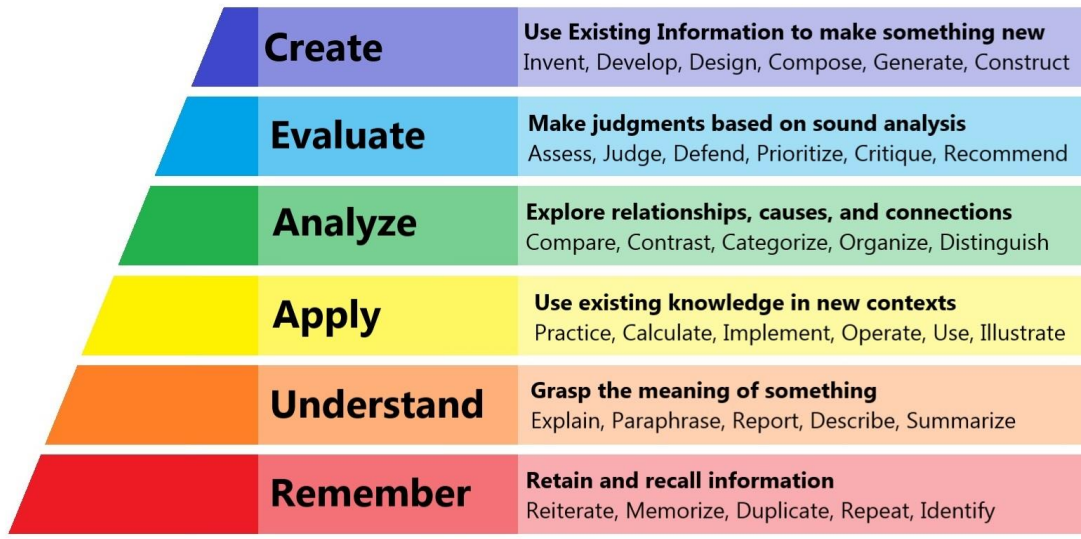 Create
Use Existing Information to make something new
Invent, Develop, Design, Compose, Generate, Construct
Evaluate
Make judgments based on sound analysis
Assess, Judge, Defend, Prioritize, Critique, Recommend
Analyze
Explore relationships, causes, and connections
Compare, Contrast, Categorize, Organize, Distinguish
Apply
Use existing knowledge in new contexts
Practice, Calculate, Implement, Operate, Use, Illustrate
Understand
Grasp the meaning of something
Explain, Paraphrase, Report, Describe, Summarize
Remember
Retain and recall information
Reiterate, Memorize, Duplicate, Repeat, Identify